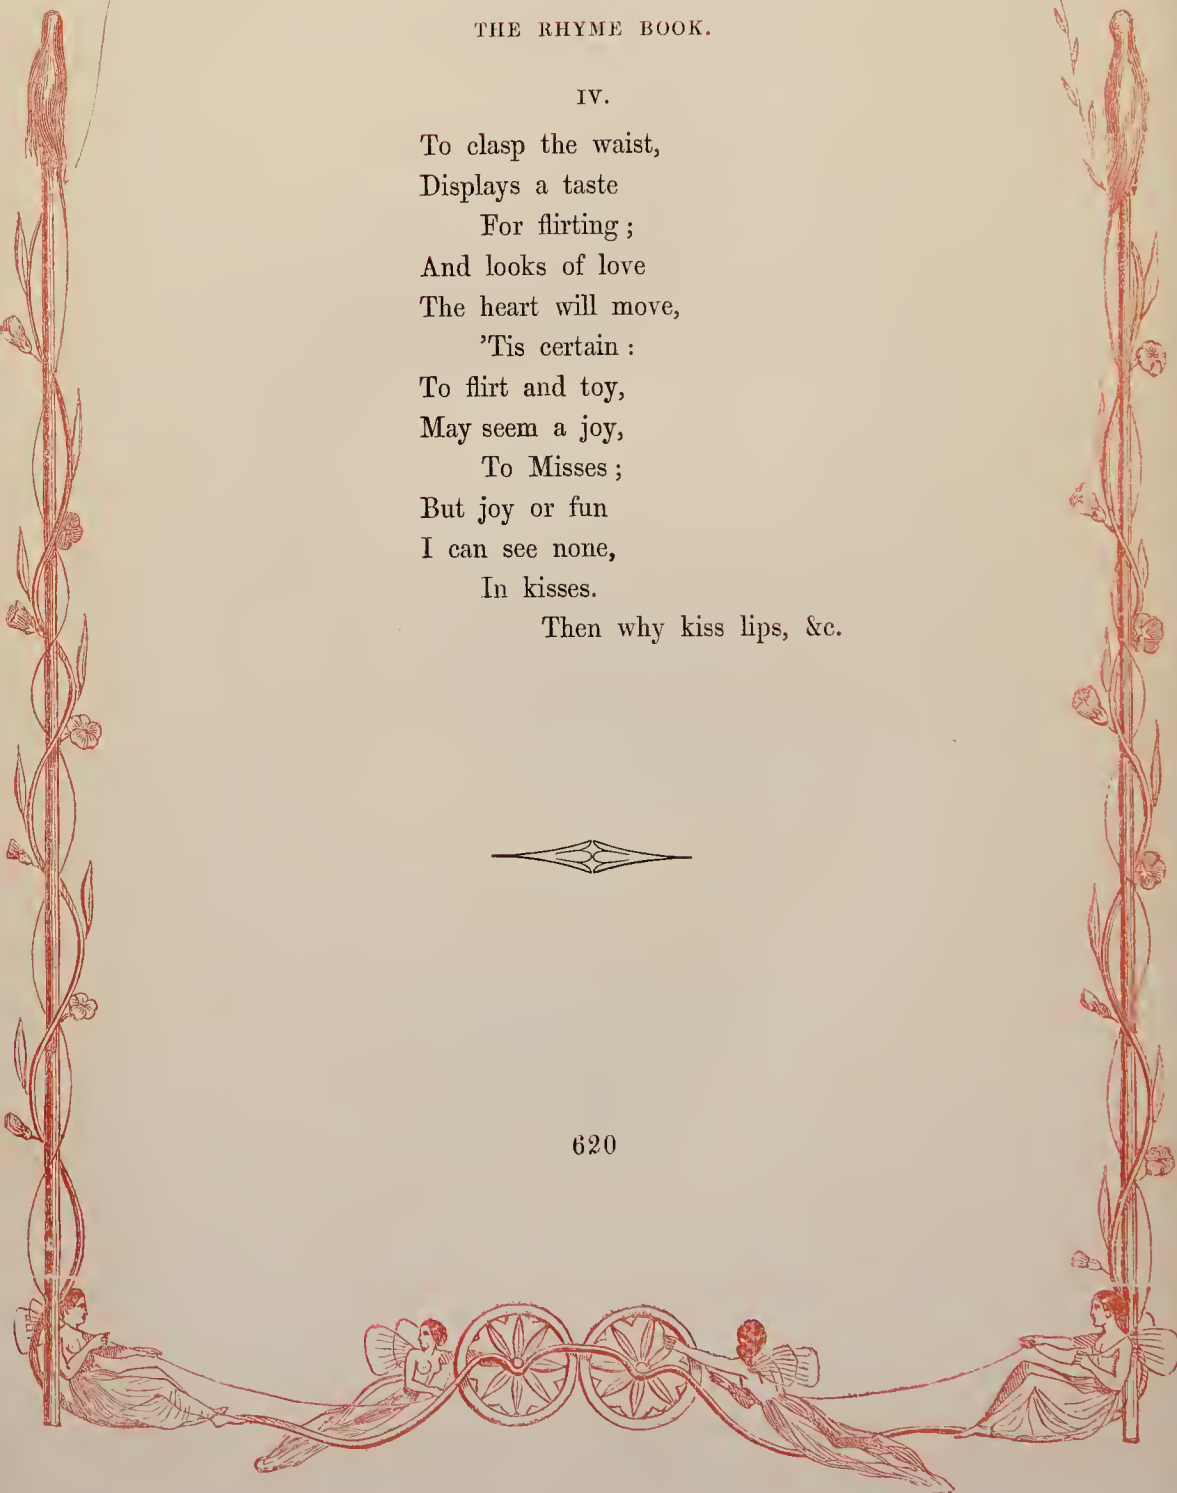 THE RHYME BOOK.
IV.
To clasp the waist,
Displays a taste
For flirting ;
And looks of love
The heart will move,
’Tis certain :
To flirt and toy,
May seem a joy,
To Misses ;
But joy or fun
I can see none,
In kisses.
Then why kiss lips, &c.
620